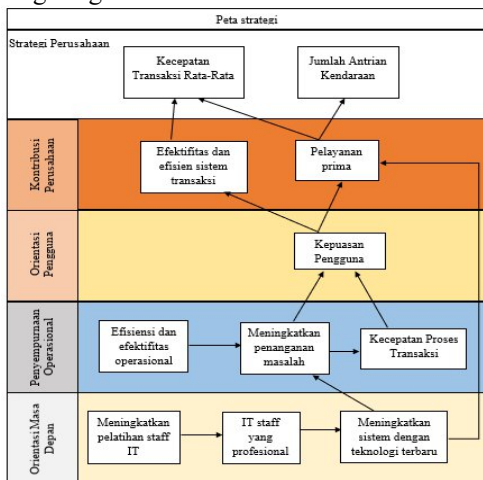 Peta strategi
Strategi Perusahaan
Kecepatan
Transaksi Rata-Rata
Jumlah Antrian
Kendaraan
Kontribusi
Perusahaan
Efektifitas dan
efisien sistem
transaksi
Pelayanan
prima
Orientasi
Pengguna
Kepuasan
Pengguna
Penyempurnaan
Operasional
Efisiensi dan
efektifitas
operasional
Meningkatkan
penanganan
masalah
Kecepatan Proses
Transaksi
Orientasi Masa
Depan
Meningkatkan
pelatihan staff
IT
IT staff
yang
profesional
Meningkatkan
sistem dengan
teknologi terbaru